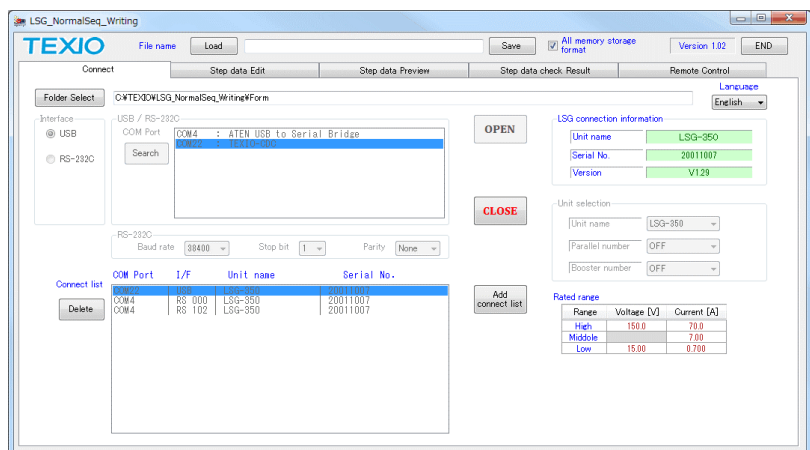 LSG_NormalSeq_Writing
TEXIO File name Load Save All memory storage format Version 1.02 END
Connect Step data Edit Step data Preview Step data check Result Remote Control
Language
Folder Select C:¥TEXIO¥LSG_NormalSeq_Writing¥Form English
Interface
USB
RS-232C
USB / RS-232C
COM Port
Search
COM4 : ATEN USB to Serial Bridge
COM22 : TEXIO-CDC
OPEN
CLOSE
LSG connection information
Unit name LSG-350
Serial No. 20011007
Version V1.29
Unit selection
Unit name LSG-350
Parallel number OFF
Booster number OFF
RS-232C
Baud rate 38400 Stop bit 1 Parity None
Connect list
Delete
COM Port I/F Unit name Serial No.
COM22 | USB | LSG-350 | 20011007
COM4 | RS 000 | LSG-350 | 20011007
COM4 | RS 102 | LSG-350 | 20011007
Add connect list
Rated range
Range Voltage [V] Current [A]
High 150.0 70.0
Middole 7.00
Low 15.00 0.700